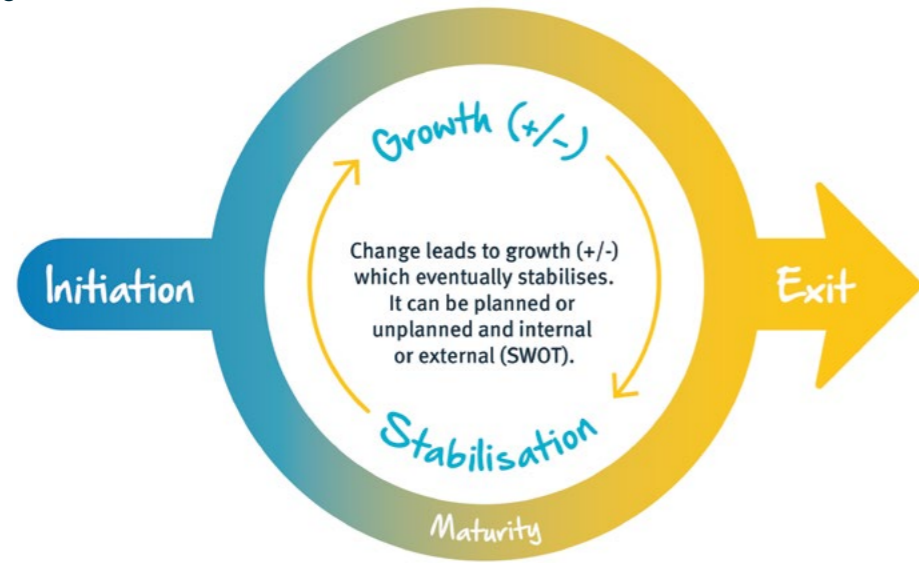 Growth (+/-)
Change leads to growth (+/-)
which eventually stabilises.
It can be planned or
unplanned and internal
or external (SWOT).
Initiation
Exit
Stabilisation
Maturity